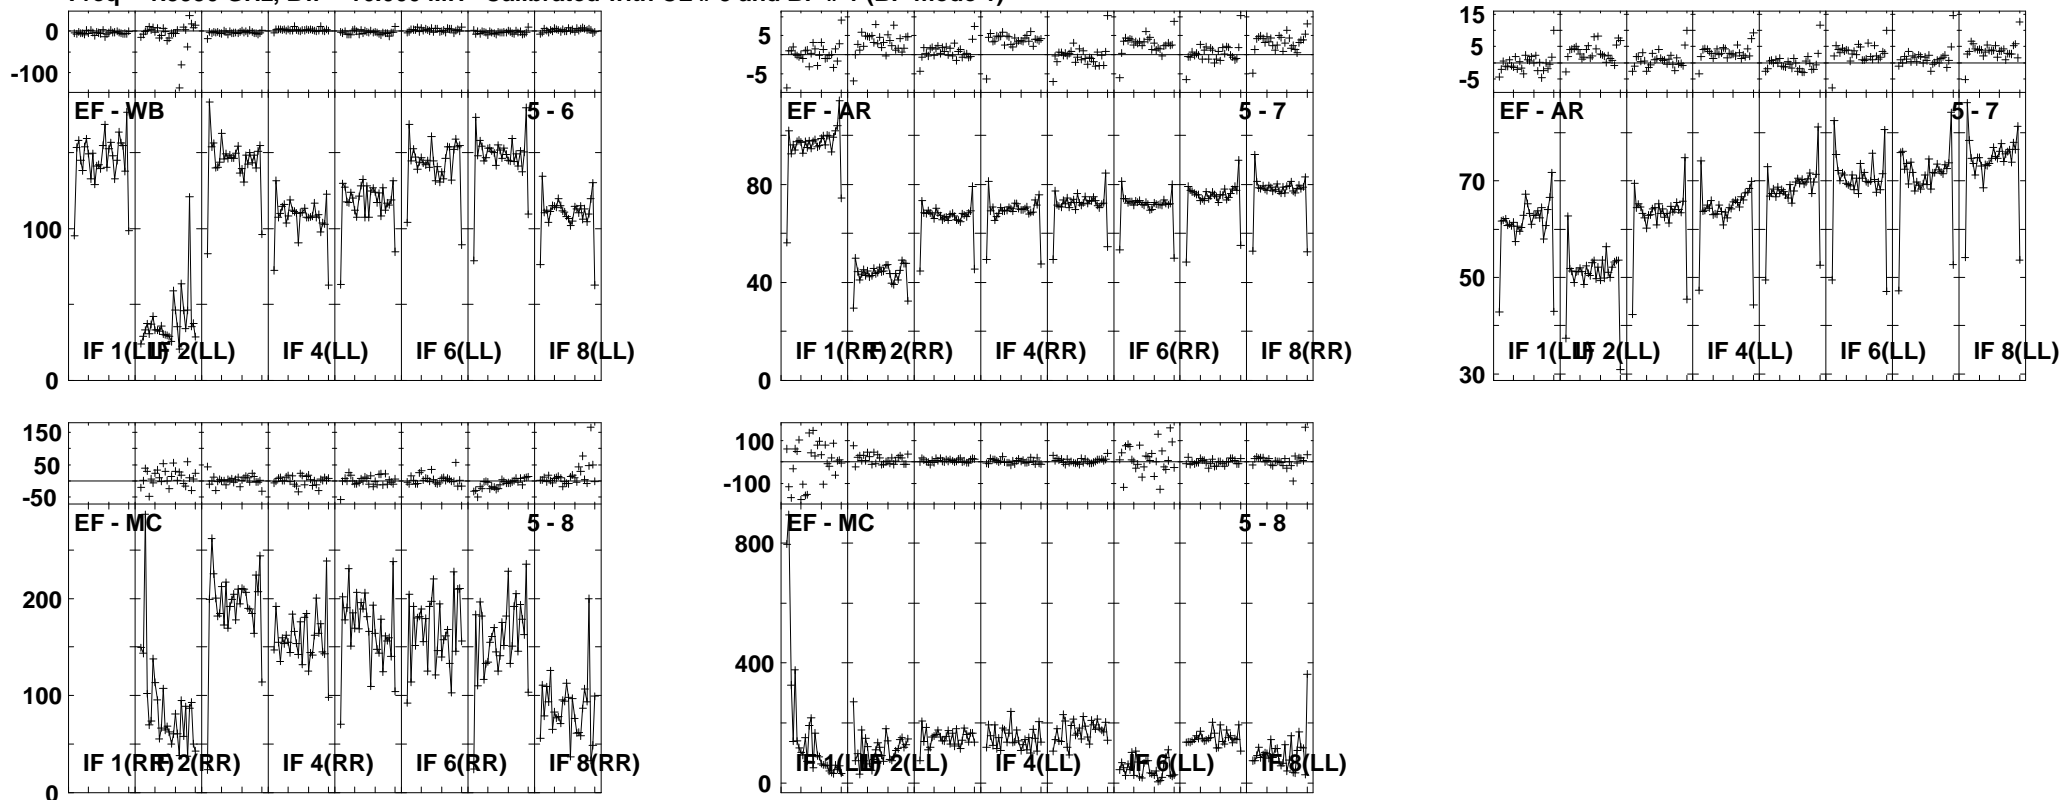 0
-100
EF - WB 5 - 6
100
IF 1(LL) IF 2(LL) IF 4(LL) IF 6(LL) IF 8(LL)
0
5
-5
EF - AR 5 - 7
80
40
IF 1(RR) IF 2(RR) IF 4(RR) IF 6(RR) IF 8(RR)
0
15
5
-5
EF - AR 5 - 7
70
50
IF 1(LL) IF 2(LL) IF 4(LL) IF 6(LL) IF 8(LL)
30
150
50
-50
EF - MC 5 - 8
200
100
IF 1(RR) IF 2(RR) IF 4(RR) IF 6(RR) IF 8(RR)
0
100
-100
EF - MC 5 - 8
800
400
IF 1(LL) IF 2(LL) IF 4(LL) IF 6(LL) IF 8(LL)
0